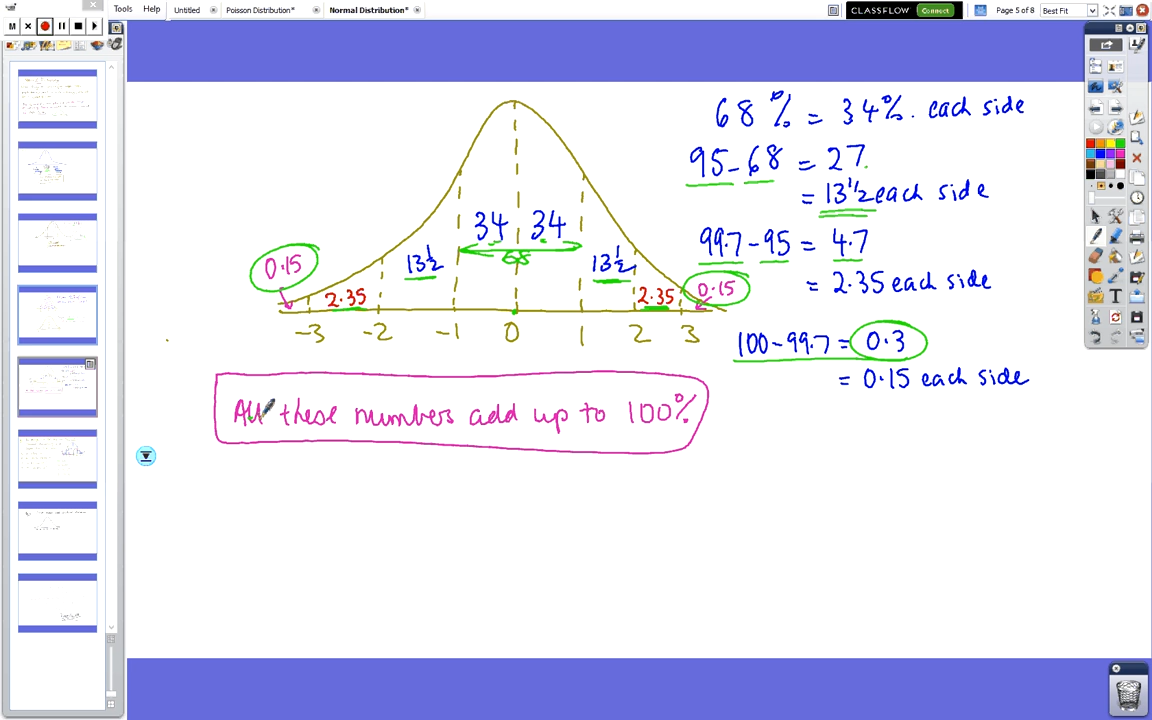 Tools Help Untitled Poisson Distribution* Normal Distribution* CLASSFLOW Connect Page 5 of 8 Best Fit
M
68% = 34%. each side
95-68 = 27
= 13½ each side
99.7-95 = 4.7
= 2.35 each side
100-99.7 = 0.3
= 0.15 each side
34 34
68
0.15 13½ 13½
2.35 2.35 0.15
-3 -2 -1 0 1 2 3
All these numbers add up to 100%